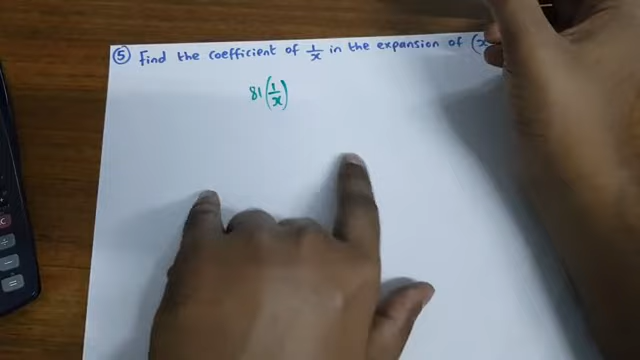 ⑤ Find the coefficient of 1/x in the expansion of (x
81(1/x)